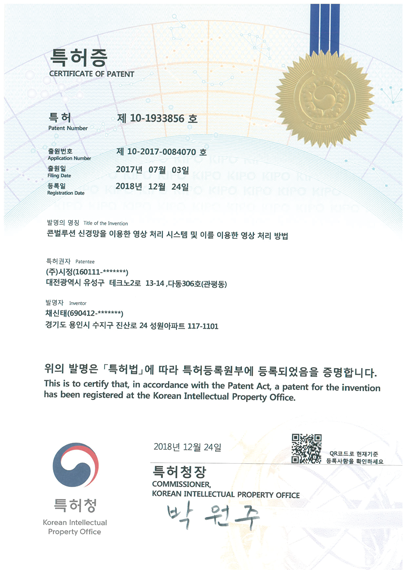 특허증
CERTIFICATE OF PATENT
특허 제 10-1933856 호
Patent Number
출원번호 제 10-2017-0084070 호
Application Number
출원일 2017년 07월 03일
Filing Date
등록일 2018년 12월 24일
Registration Date
발명의 명칭 Title of the Invention
콘벌루션 신경망을 이용한 영상 처리 시스템 및 이를 이용한 영상 처리 방법
특허권자 Patentee
(주)시정(160111-*******)
대전광역시 유성구 테크노2로 13-14 ,다동306호(관평동)
발명자 Inventor
채신태(690412-*******)
경기도 용인시 수지구 진산로 24 성원아파트 117-1101
위의 발명은 「특허법」에 따라 특허등록원부에 등록되었음을 증명합니다.
This is to certify that, in accordance with the Patent Act, a patent for the invention
has been registered at the Korean Intellectual Property Office.
2018년 12월 24일
QR코드로 현재기준
등록사항을 확인하세요
특허청장
COMMISSIONER,
KOREAN INTELLECTUAL PROPERTY OFFICE
박원주
특허청
Korean Intellectual
Property Office